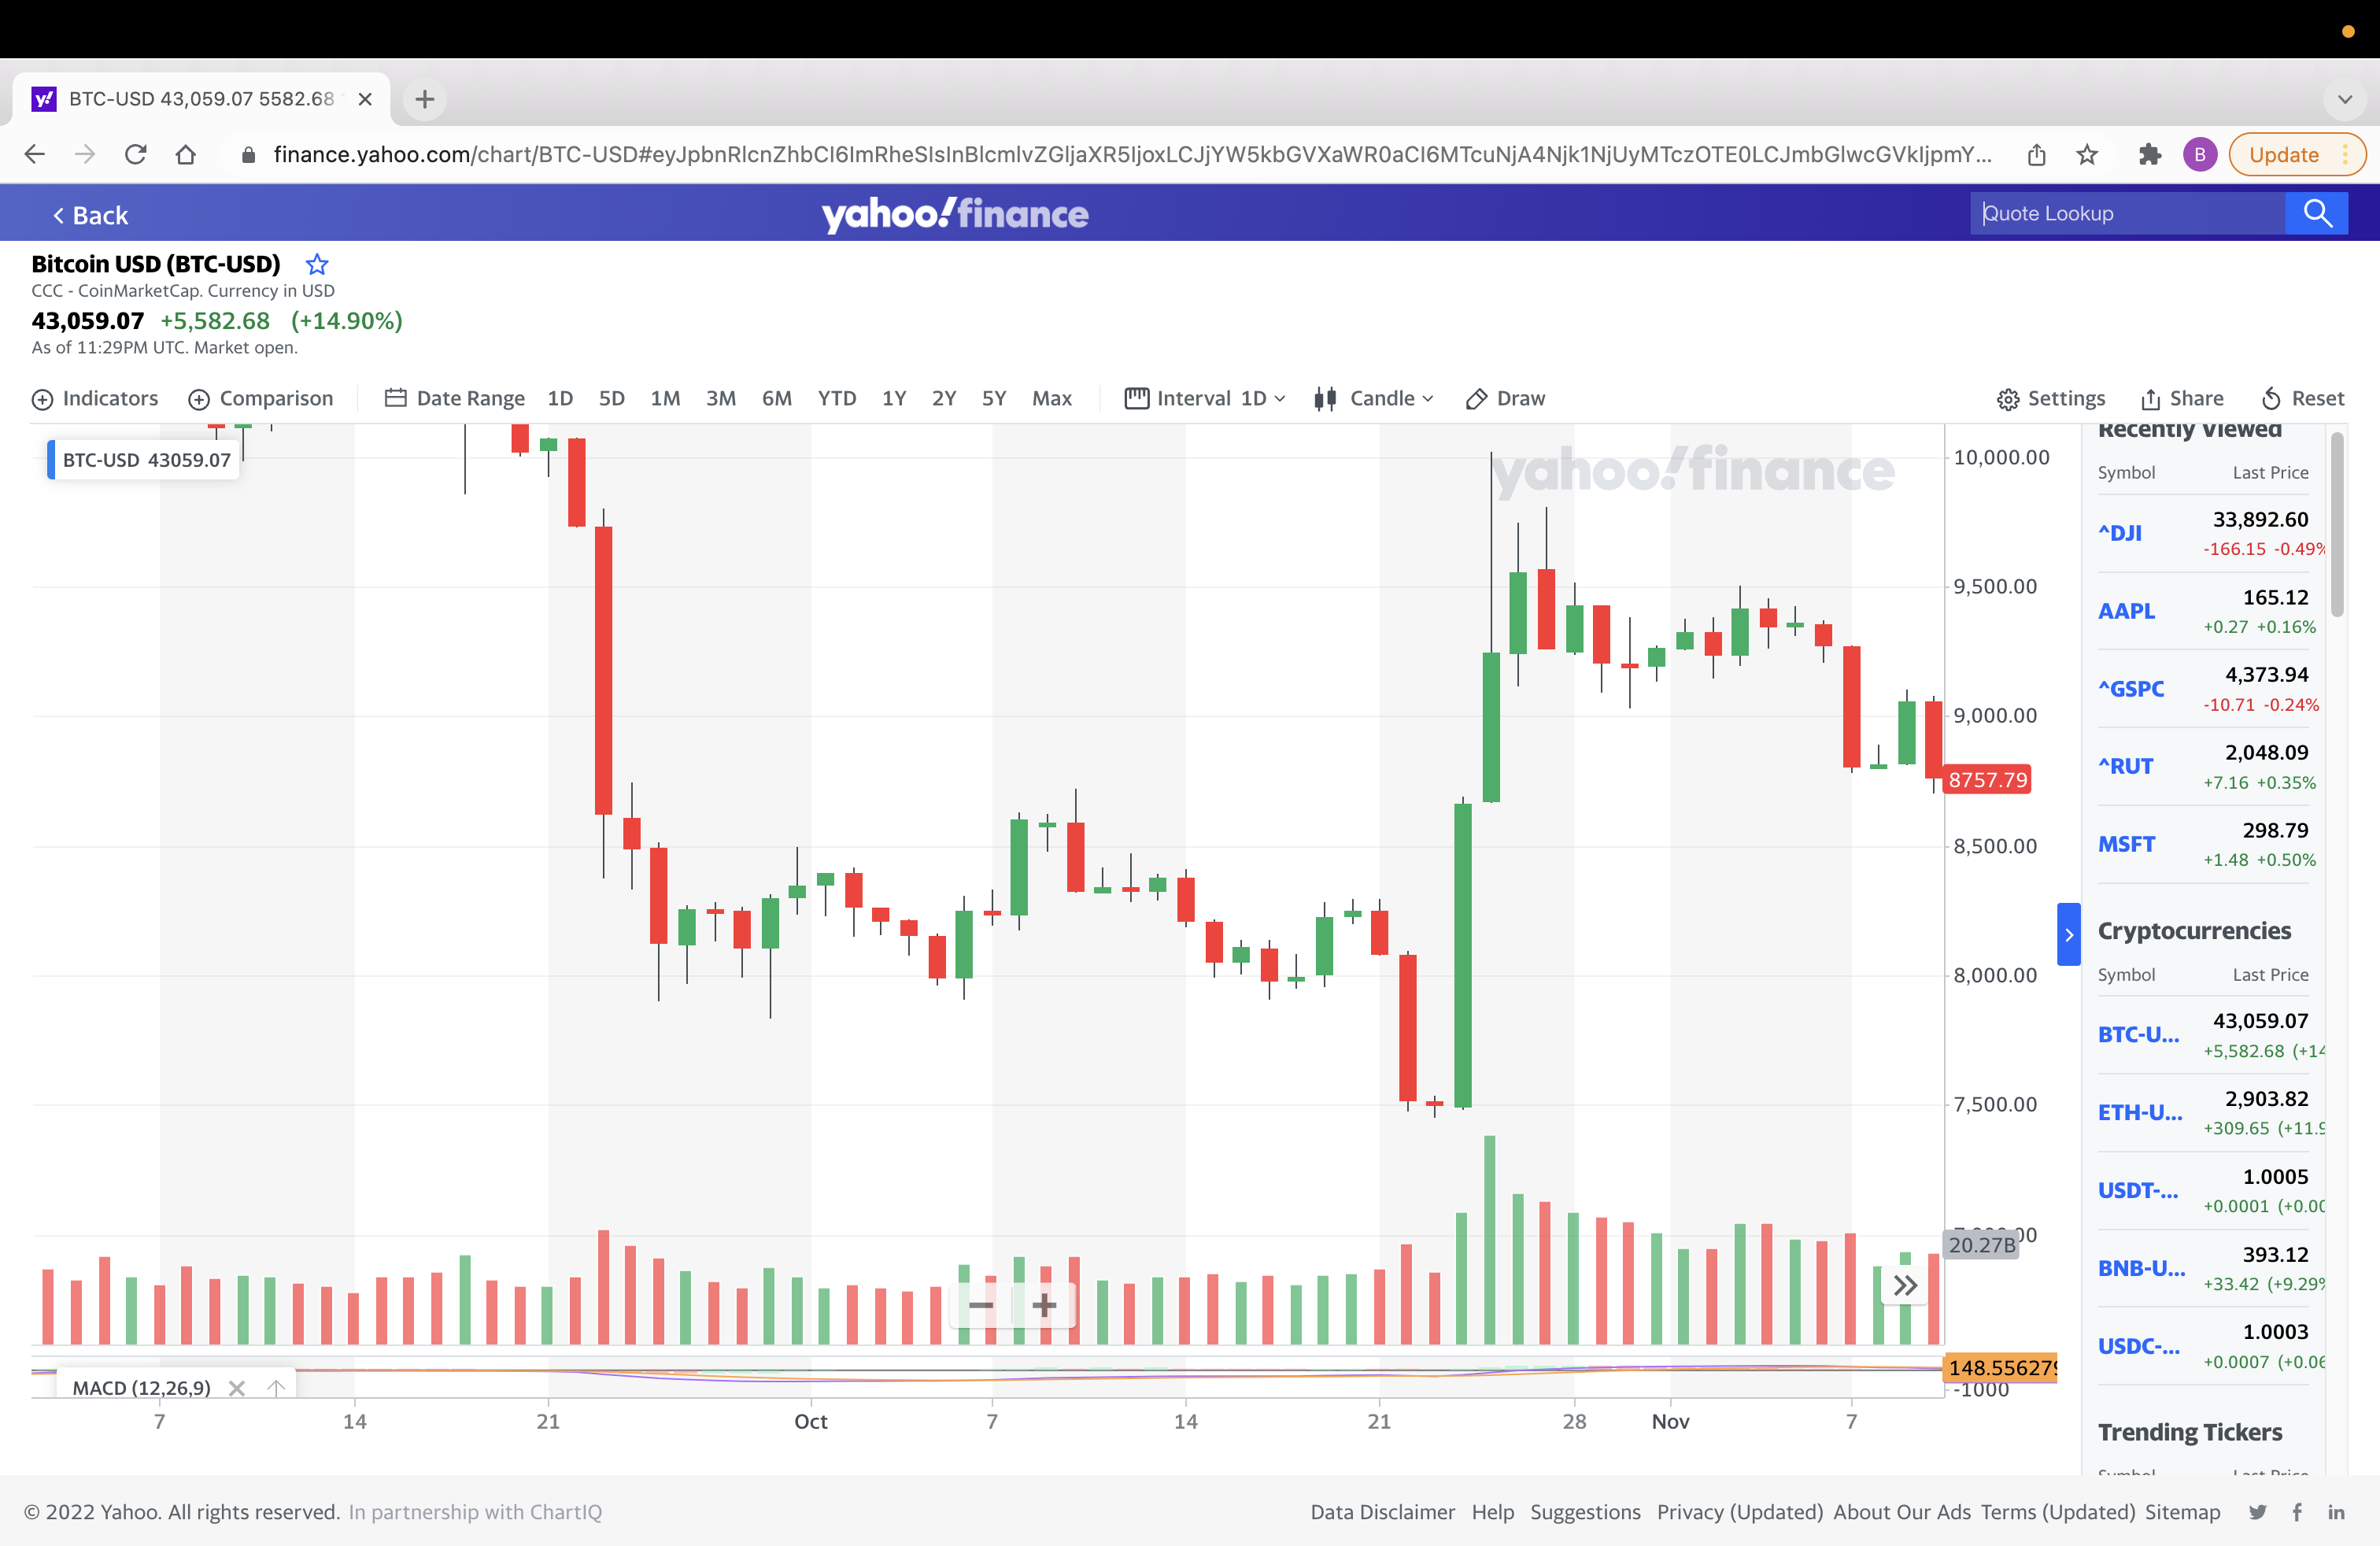 BTC-USD 43,059.07 5582.68
finance.yahoo.com/chart/BTC-USD#eyJpbnRlcnZhbCI6ImRheSIsInBlcmlvZGljaXR5IjoxLCJjYW5kbGVXaWR0aCI6MTcuNjA4Njk1NjUyMTczOTE0LCJmbGlwcGVkIjpmY...
B
Update
Back
yahoo!finance
Quote Lookup
Bitcoin USD (BTC-USD)
CCC - CoinMarketCap. Currency in USD
43,059.07 +5,582.68 (+14.90%)
As of 11:29PM UTC. Market open.
Indicators Comparison Date Range 1D 5D 1M 3M 6M YTD 1Y 2Y 5Y Max Interval 1D Candle Draw Settings Share Reset
BTC-USD 43059.07
yahoo!finance
10,000.00
9,500.00
9,000.00
8757.79
8,500.00
8,000.00
7,500.00
20.27B
MACD (12,26,9)
148.556279
-1000
7 14 21 Oct 7 14 21 28 Nov 7
Recently Viewed
Symbol Last Price
^DJI 33,892.60
-166.15 -0.49%
AAPL 165.12
+0.27 +0.16%
^GSPC 4,373.94
-10.71 -0.24%
^RUT 2,048.09
+7.16 +0.35%
MSFT 298.79
+1.48 +0.50%
Cryptocurrencies
Symbol Last Price
BTC-U... 43,059.07
+5,582.68 (+14
ETH-U... 2,903.82
+309.65 (+11.9
USDT-... 1.0005
+0.0001 (+0.00
BNB-U... 393.12
+33.42 (+9.29%
USDC-... 1.0003
+0.0007 (+0.06
Trending Tickers
Symbol Last Price
© 2022 Yahoo. All rights reserved. In partnership with ChartIQ
Data Disclaimer Help Suggestions Privacy (Updated) About Our Ads Terms (Updated) Sitemap